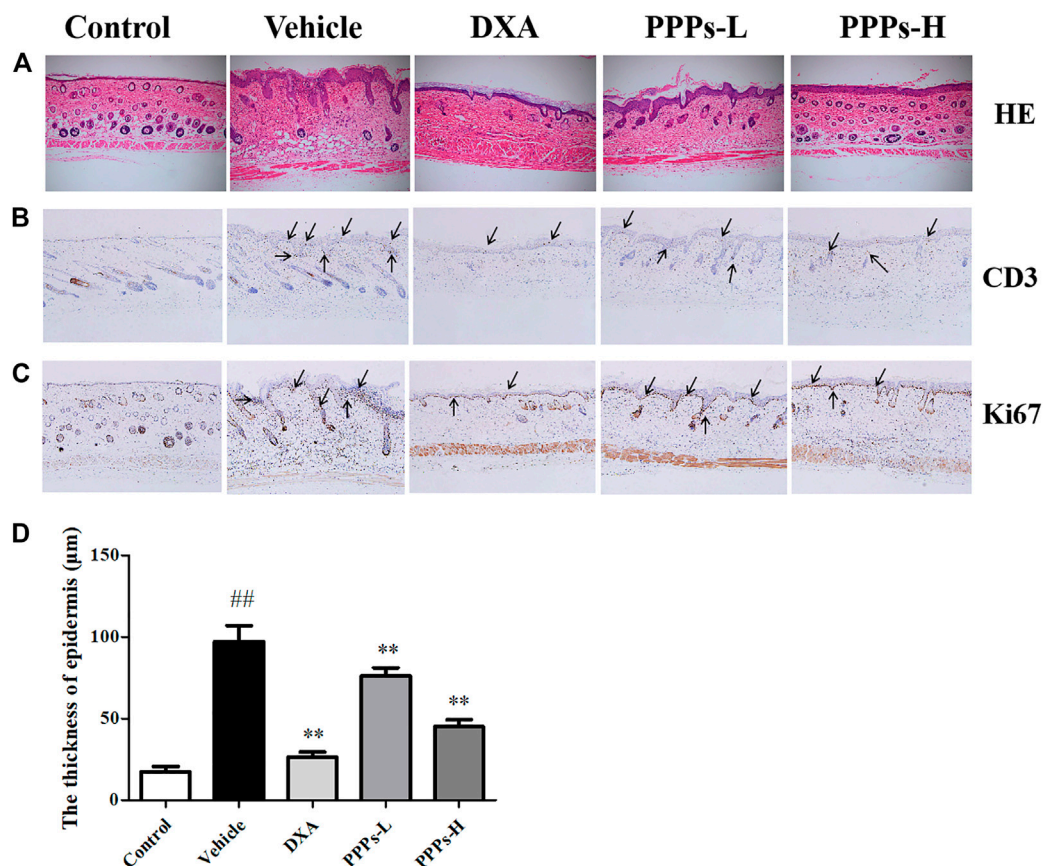 Control Vehicle DXA PPPs-L PPPs-H
A
HE
B
CD3
C
Ki67
D
The thickness of epidermis (μm)
150
100
50
0
##
**
**
**
Control Vehicle DXA PPPs-L PPPs-H